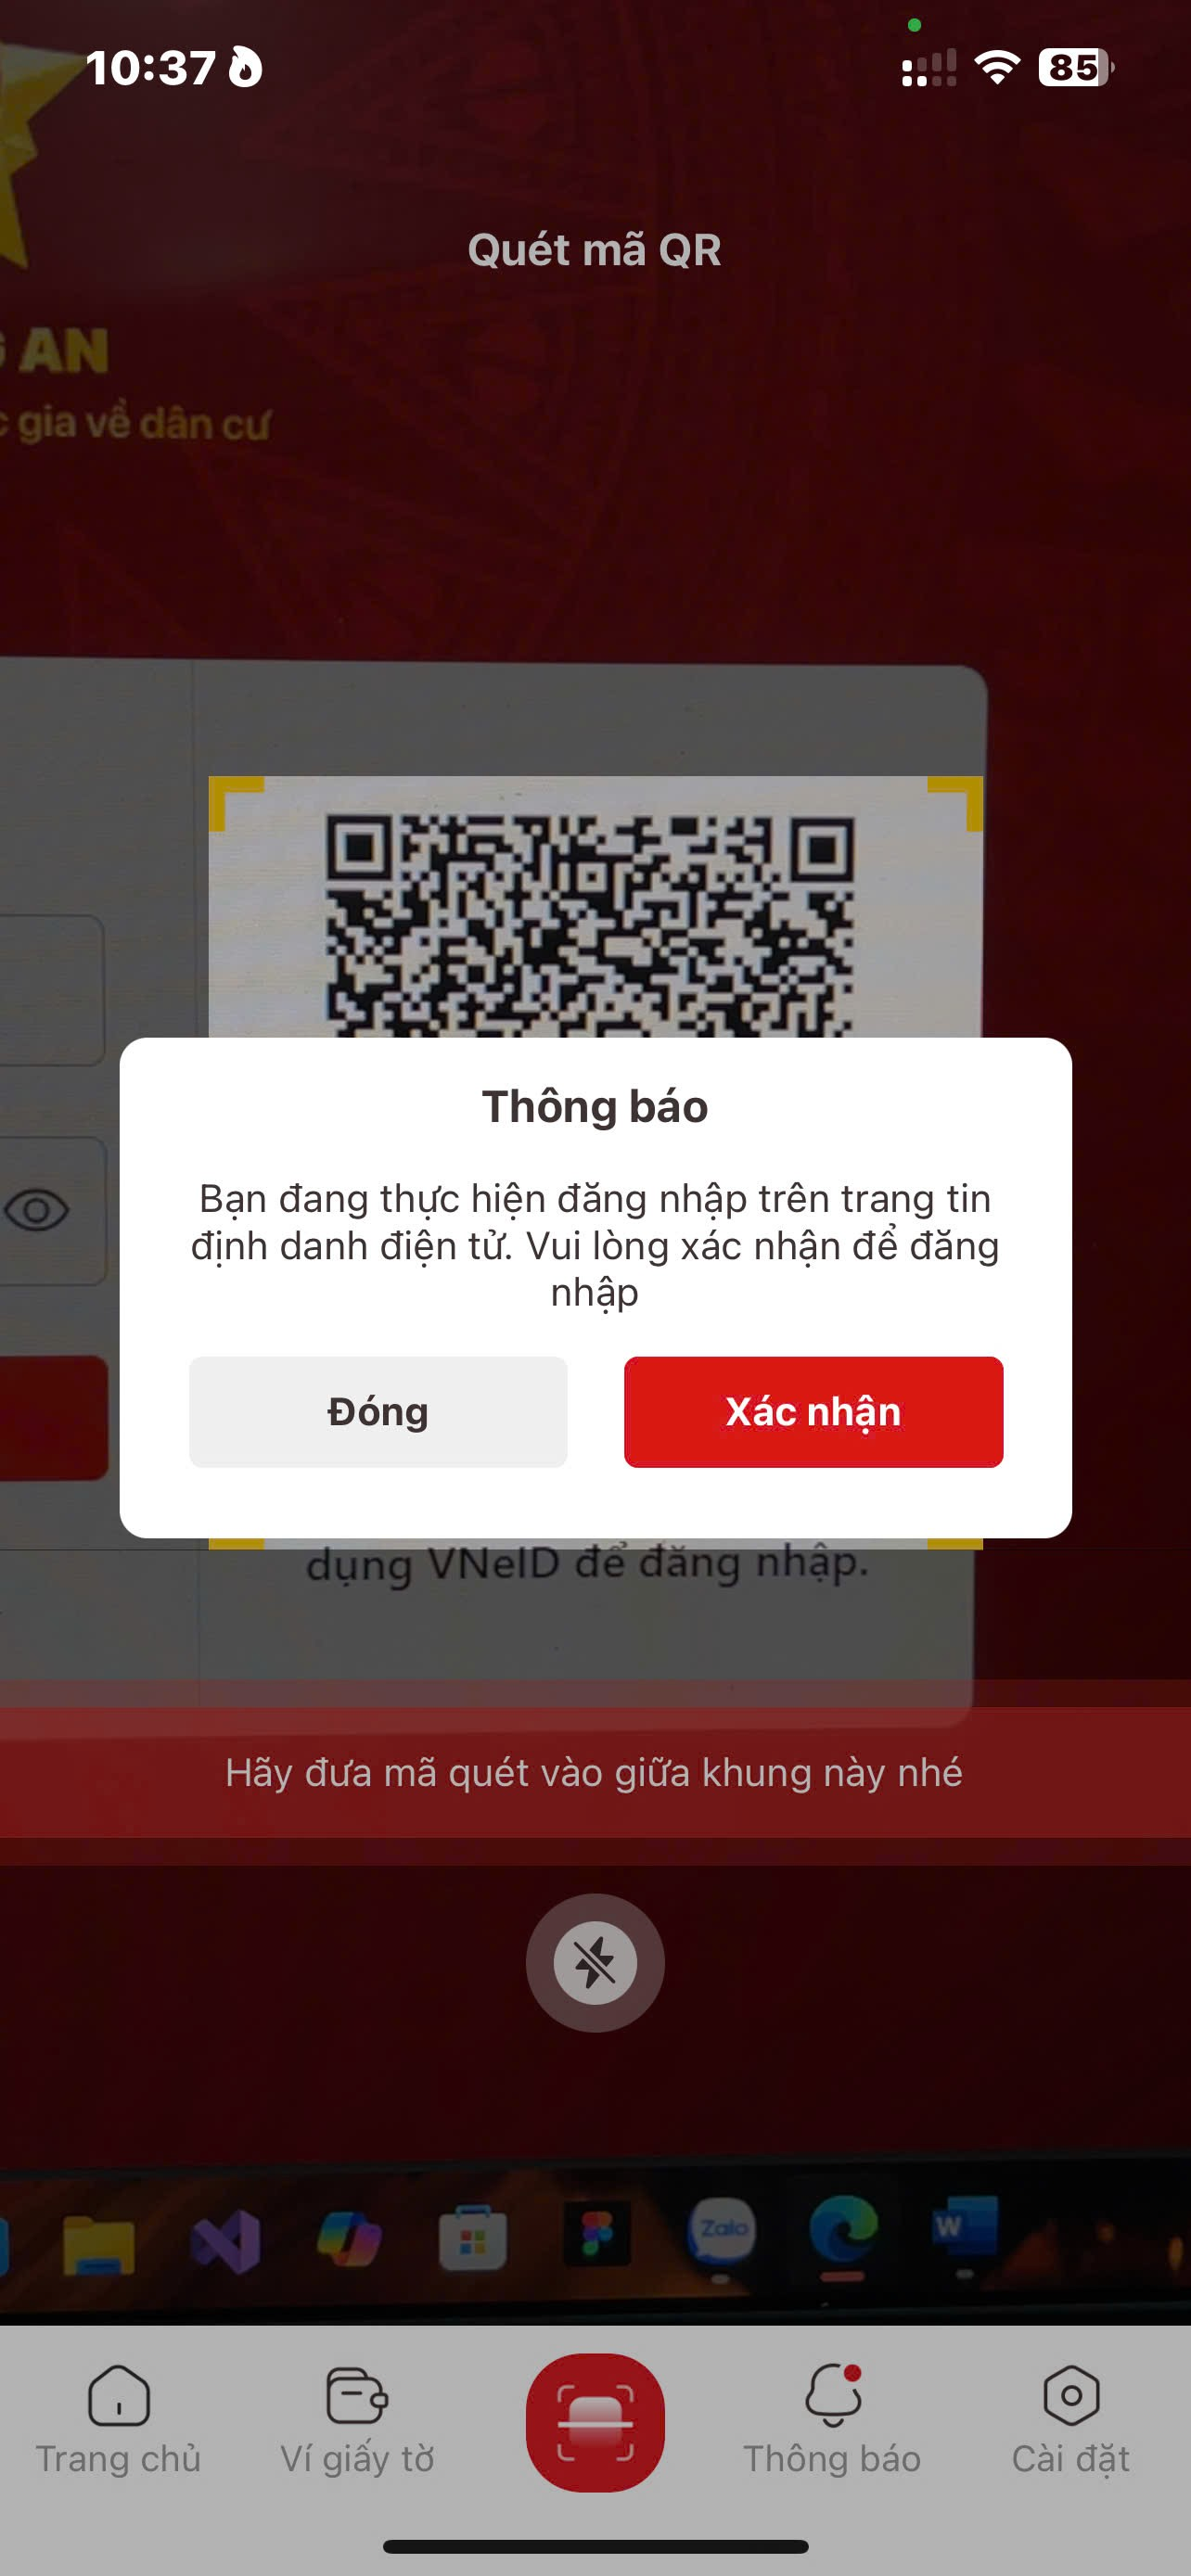 10:37
85
Quét mã QR
AN
gia về dân cư
Thông báo
Bạn đang thực hiện đăng nhập trên trang tin
định danh điện tử. Vui lòng xác nhận để đăng
nhập
Đóng
Xác nhận
dụng VNeID để đăng nhập.
Hãy đưa mã quét vào giữa khung này nhé
Zalo
W
Trang chủ
Ví giấy tờ
Thông báo
Cài đặt